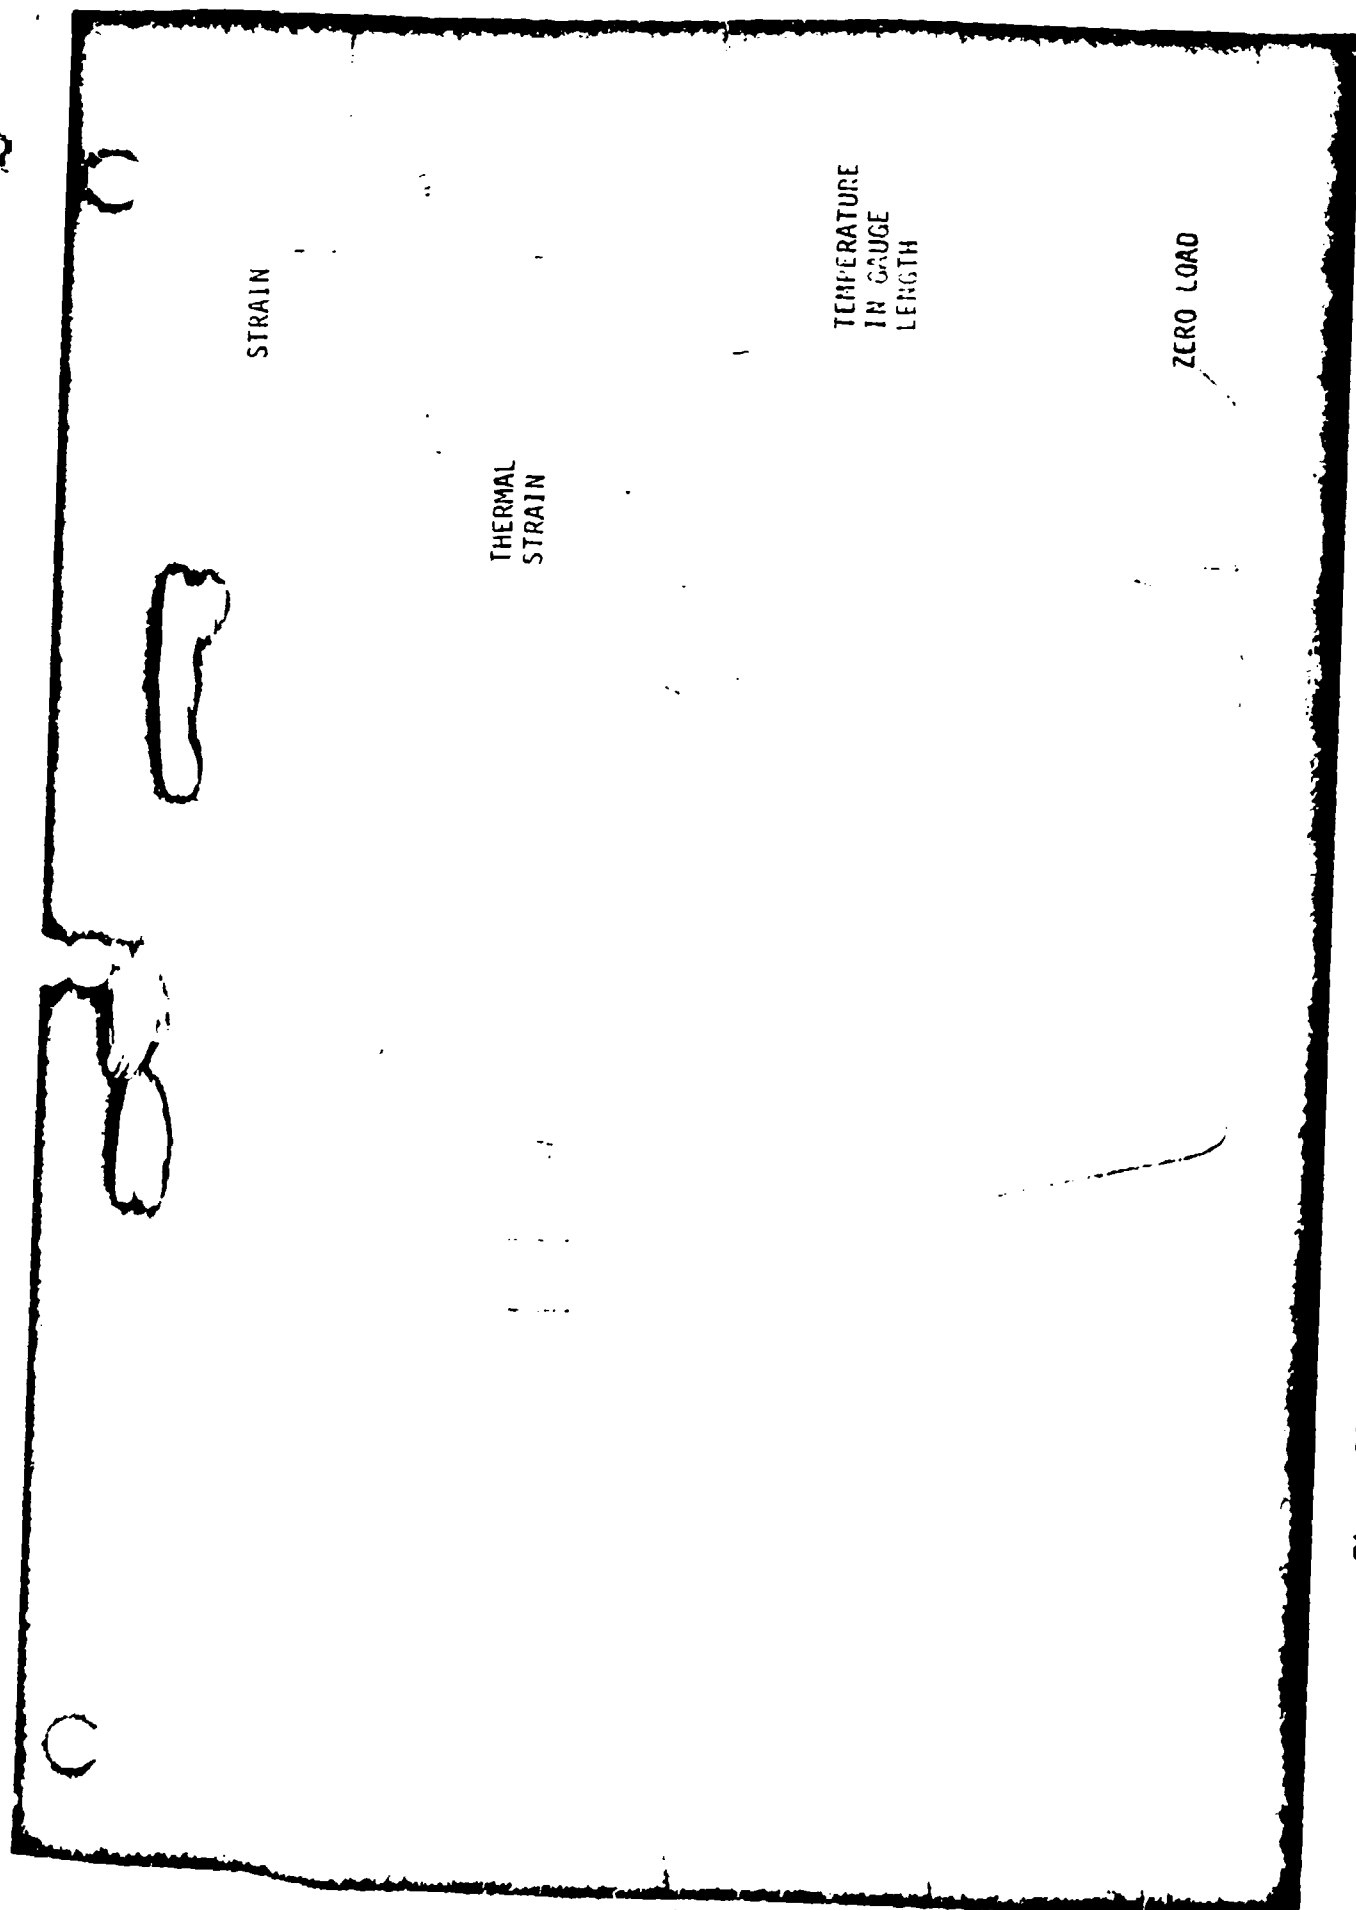 STRAIN
THERMAL
STRAIN
TEMPERATURE
IN GAUGE
LENGTH
ZERO LOAD